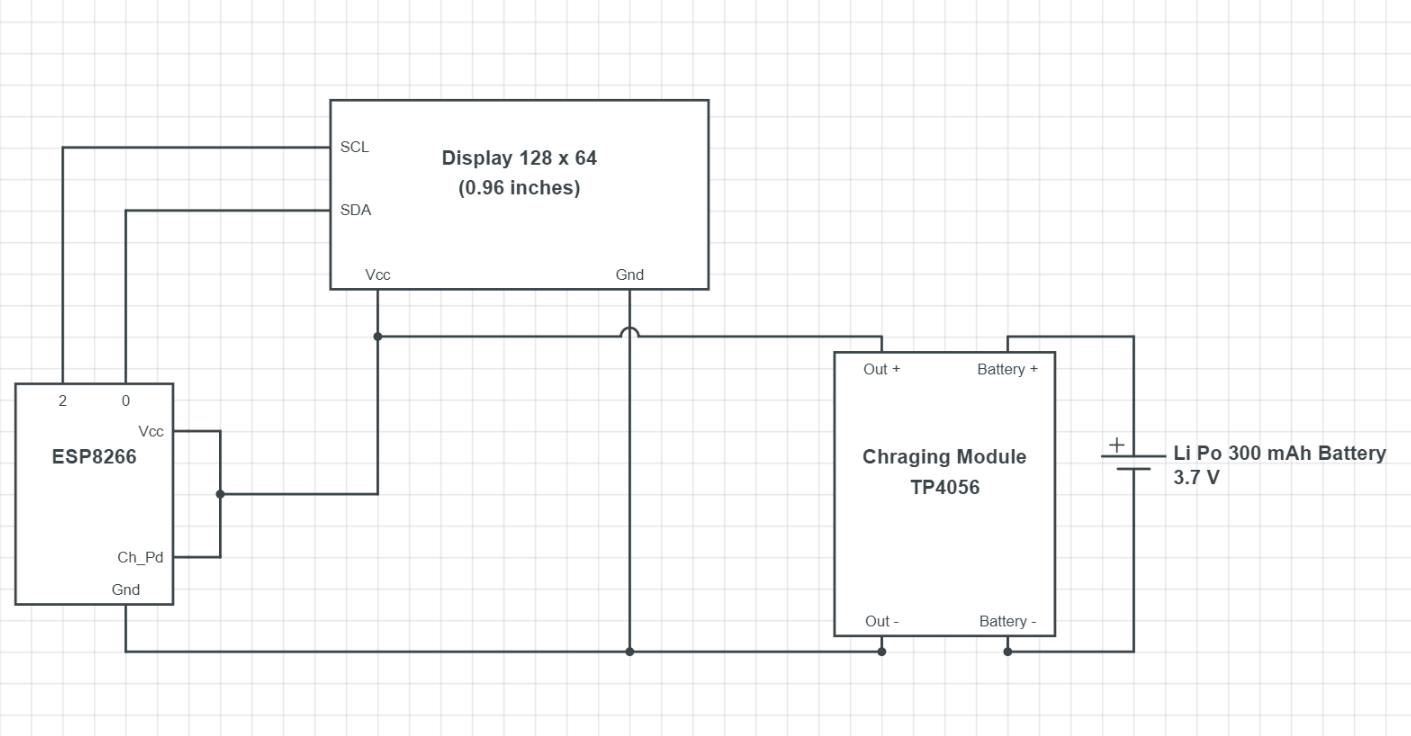 SCL
Display 128 x 64
(0.96 inches)
SDA
Vcc
Gnd
Out +
Battery +
2
0
Vcc
ESP8266
Ch_Pd
Gnd
Chraging Module
TP4056
Out -
Battery -
+
Li Po 300 mAh Battery
3.7 V